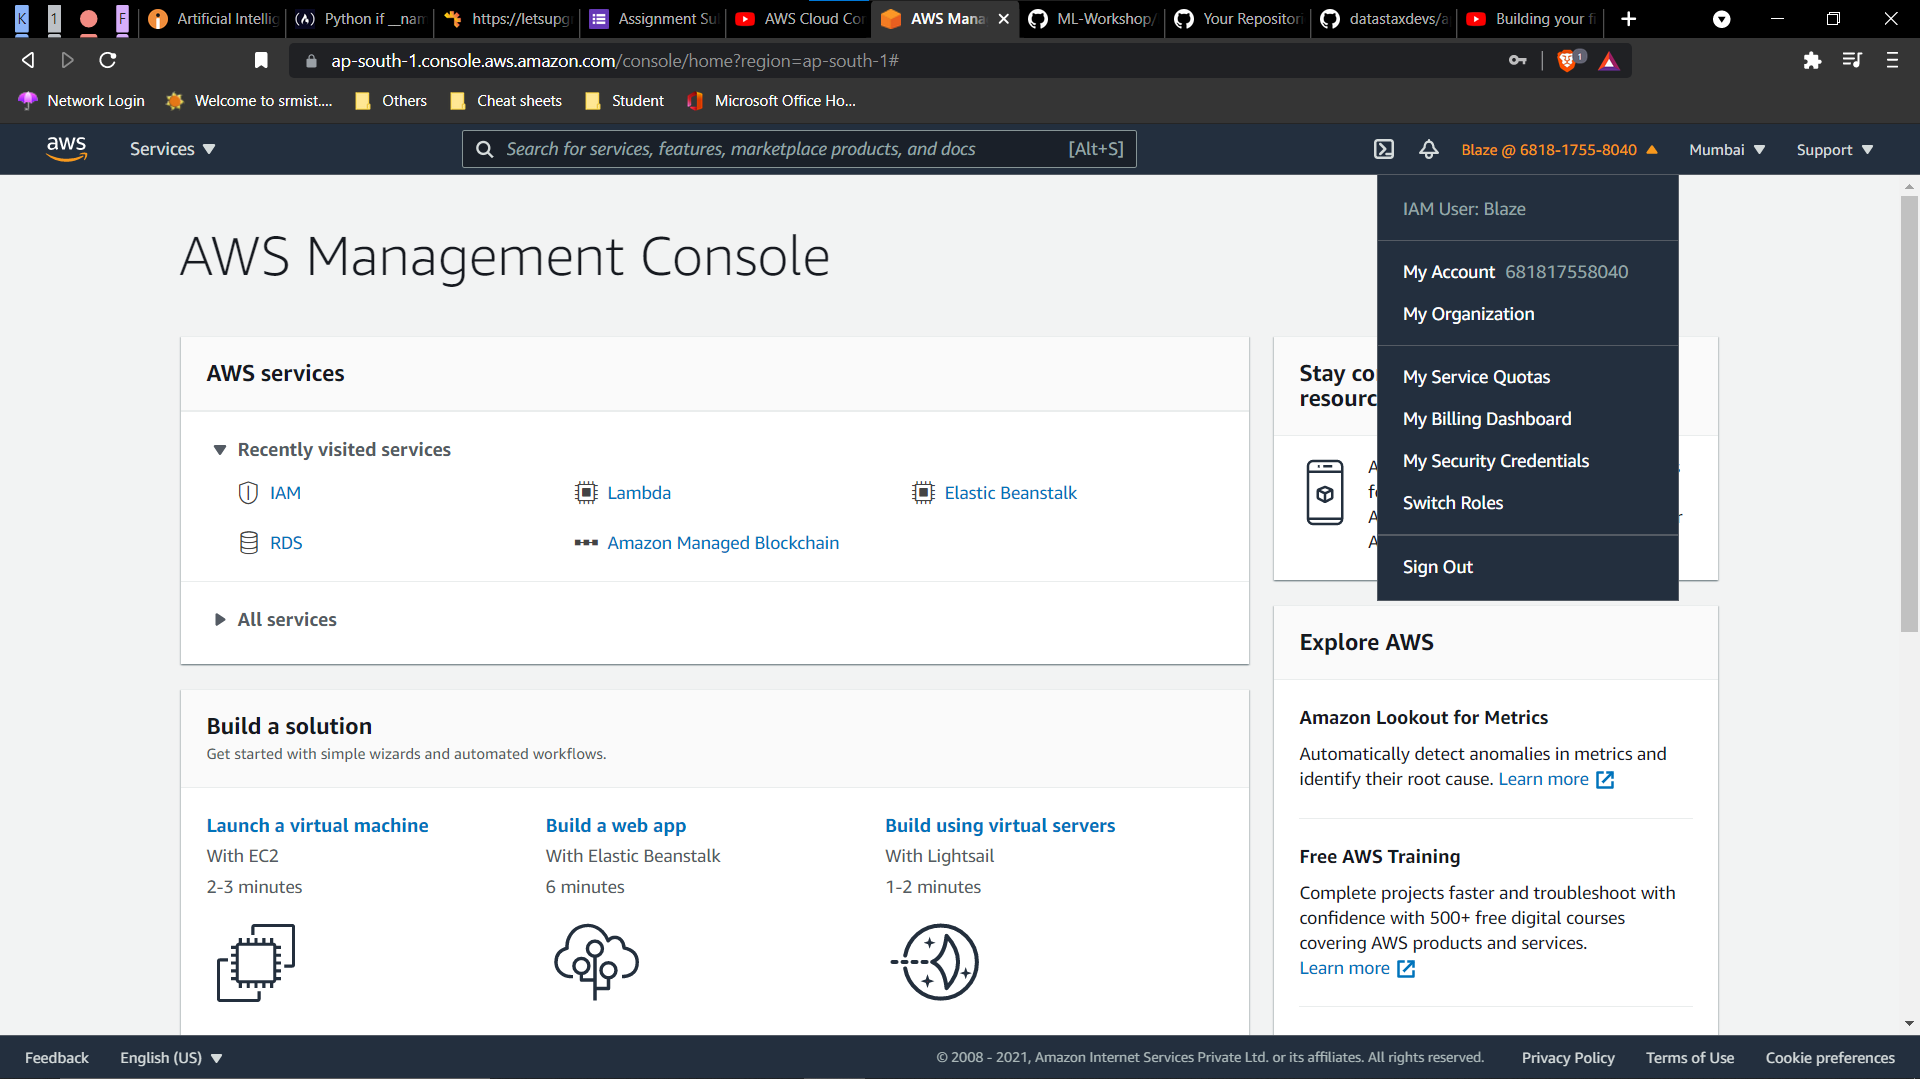 K
1
F
Artificial Intellig
Python if __nam
https://letsupg
Assignment Sul
AWS Cloud Cor
AWS Mana
ML-Workshop/
Your Repositori
datastaxdevs/a
Building your fi
ap-south-1.console.aws.amazon.com/console/home?region=ap-south-1#
1
Network Login
Welcome to srmist....
Others
Cheat sheets
Student
Microsoft Office Ho...
aws
Services
Search for services, features, marketplace products, and docs
[Alt+S]
Blaze @ 6818-1755-8040
Mumbai
Support
IAM User: Blaze
My Account 681817558040
My Organization
My Service Quotas
My Billing Dashboard
My Security Credentials
Switch Roles
Sign Out
AWS Management Console
AWS services
Recently visited services
IAM
Lambda
Elastic Beanstalk
RDS
Amazon Managed Blockchain
All services
Stay co
resourc
Build a solution
Get started with simple wizards and automated workflows.
Launch a virtual machine
With EC2
2-3 minutes
Build a web app
With Elastic Beanstalk
6 minutes
Build using virtual servers
With Lightsail
1-2 minutes
Explore AWS
Amazon Lookout for Metrics
Automatically detect anomalies in metrics and
identify their root cause. Learn more
Free AWS Training
Complete projects faster and troubleshoot with
confidence with 500+ free digital courses
covering AWS products and services.
Learn more
Feedback
English (US)
© 2008 - 2021, Amazon Internet Services Private Ltd. or its affiliates. All rights reserved.
Privacy Policy
Terms of Use
Cookie preferences